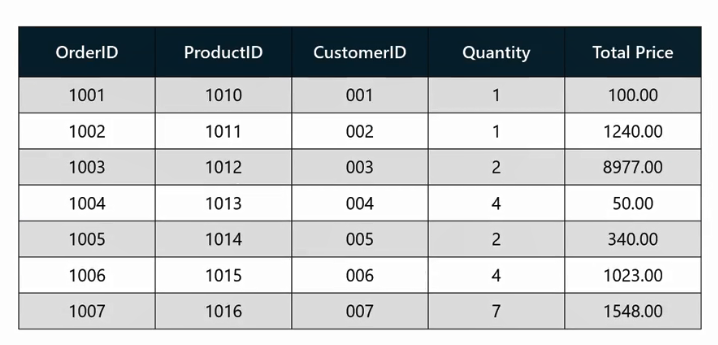 OrderID ProductID CustomerID Quantity Total Price
1001 1010 001 1 100.00
1002 1011 002 1 1240.00
1003 1012 003 2 8977.00
1004 1013 004 4 50.00
1005 1014 005 2 340.00
1006 1015 006 4 1023.00
1007 1016 007 7 1548.00